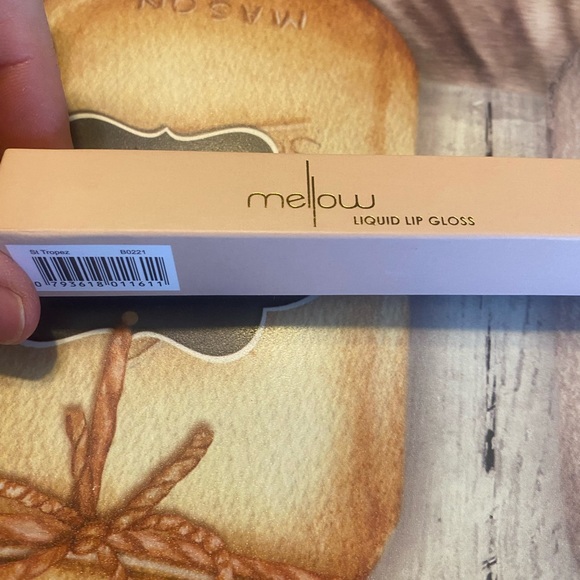 MASON
mellow
LIQUID LIP GLOSS
St Tropez B0221
0 793618 011611